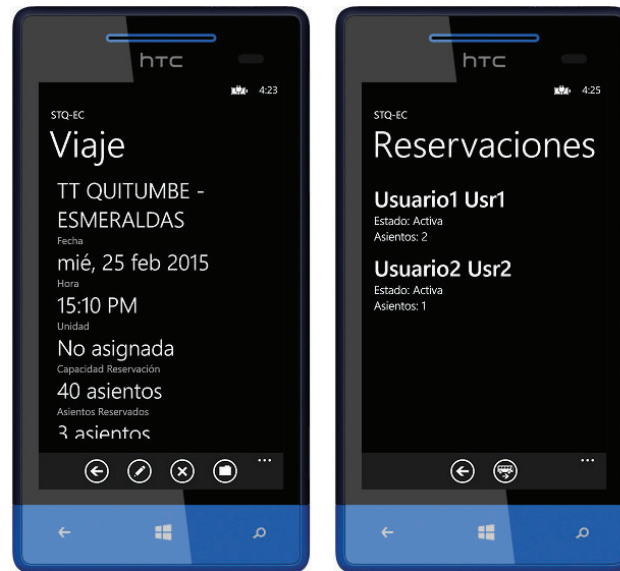 hTC
4:23
STQ-EC
Viaje
TT QUITUMBE -
ESMERALDAS
Fecha
mié, 25 feb 2015
Hora
15:10 PM
Unidad
No asignada
Capacidad Reservación
40 asientos
Asientos Reservados
3 asientos
...
hTC
4:25
STQ-EC
Reservaciones
Usuario1 Usr1
Estado: Activa
Asientos: 2
Usuario2 Usr2
Estado: Activa
Asientos: 1
...